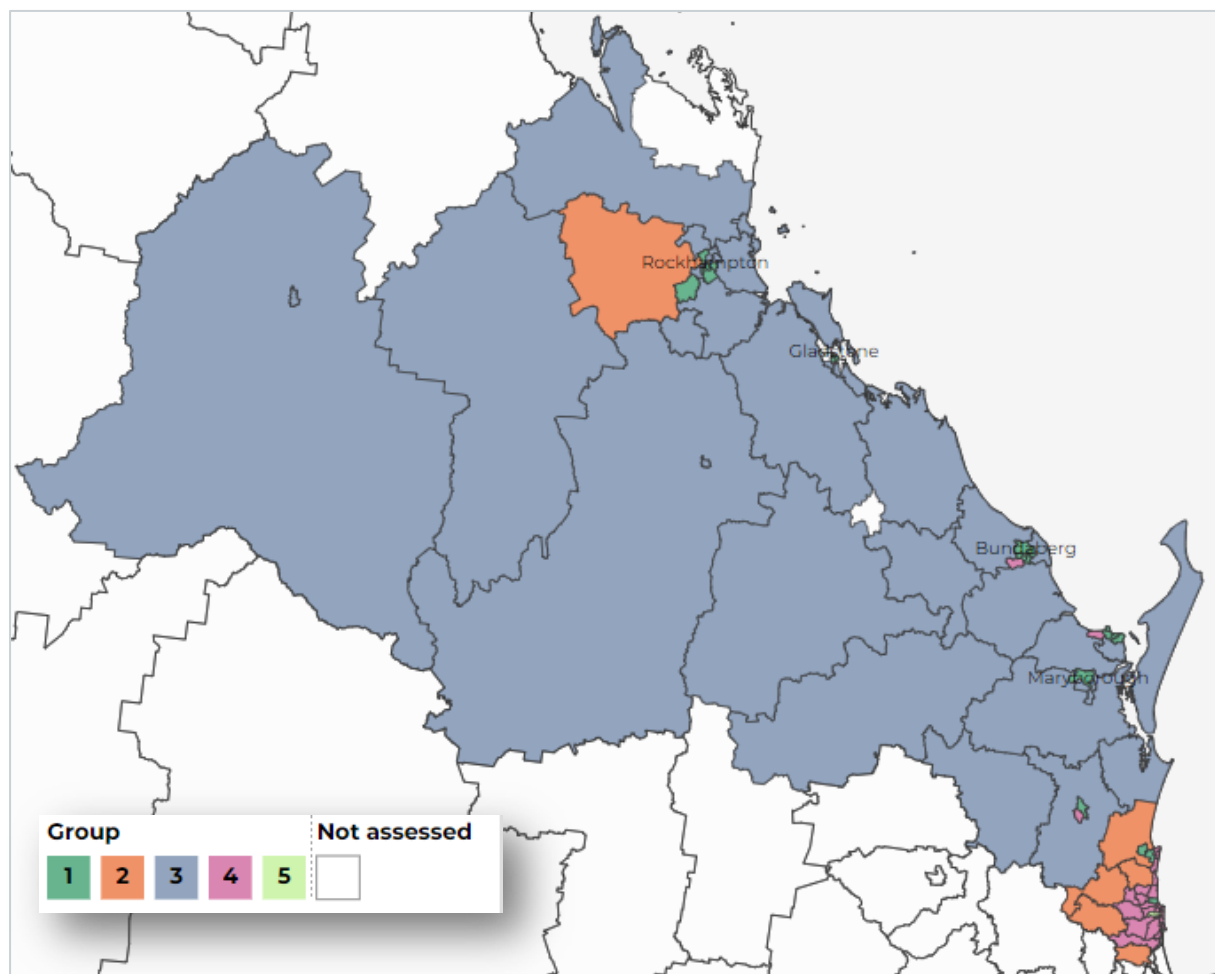 Rockhampton
Gladstone
Bundaberg
Maryborough
Group
Not assessed
1 2 3 4 5